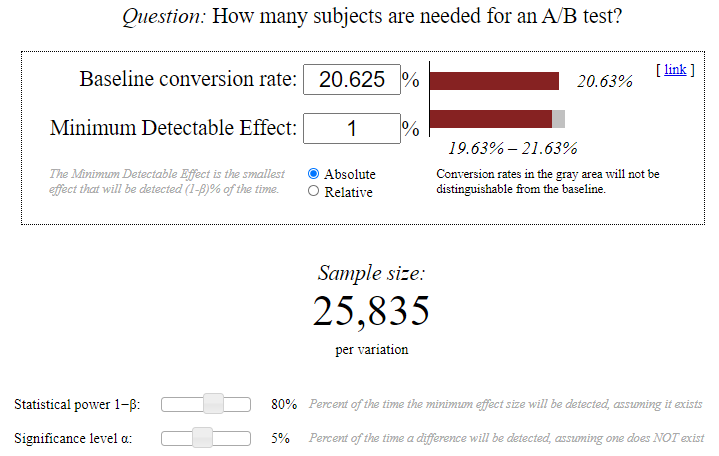 Question: How many subjects are needed for an A/B test?
[ link ]
Baseline conversion rate: 20.625 % 20.63%
Minimum Detectable Effect: 1 %
19.63% – 21.63%
The Minimum Detectable Effect is the smallest
effect that will be detected (1-β)% of the time.
Absolute
Relative
Conversion rates in the gray area will not be
distinguishable from the baseline.
Sample size:
25,835
per variation
Statistical power 1−β: 80% Percent of the time the minimum effect size will be detected, assuming it exists
Significance level α: 5% Percent of the time a difference will be detected, assuming one does NOT exist